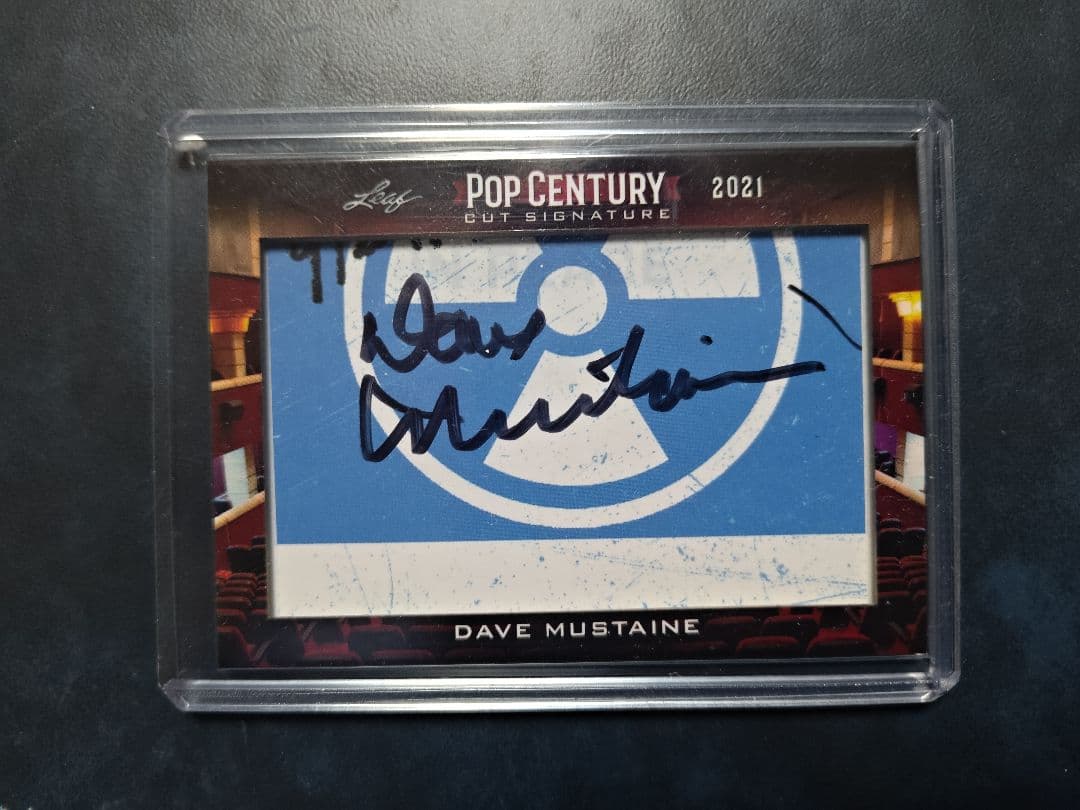 Leaf
POP CENTURY
2021
CUT SIGNATURE
Dave
Mustaine
DAVE MUSTAINE